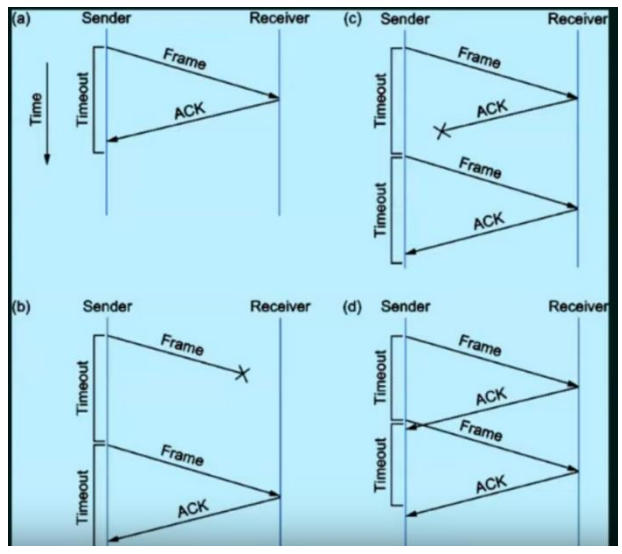 (a)
Sender
Receiver
Time
Timeout
Frame
ACK
(c)
Sender
Receiver
Timeout
Frame
ACK
Timeout
Frame
ACK
(b)
Sender
Receiver
Timeout
Frame
Timeout
Frame
ACK
(d)
Sender
Receiver
Timeout
Frame
ACK
Timeout
Frame
ACK